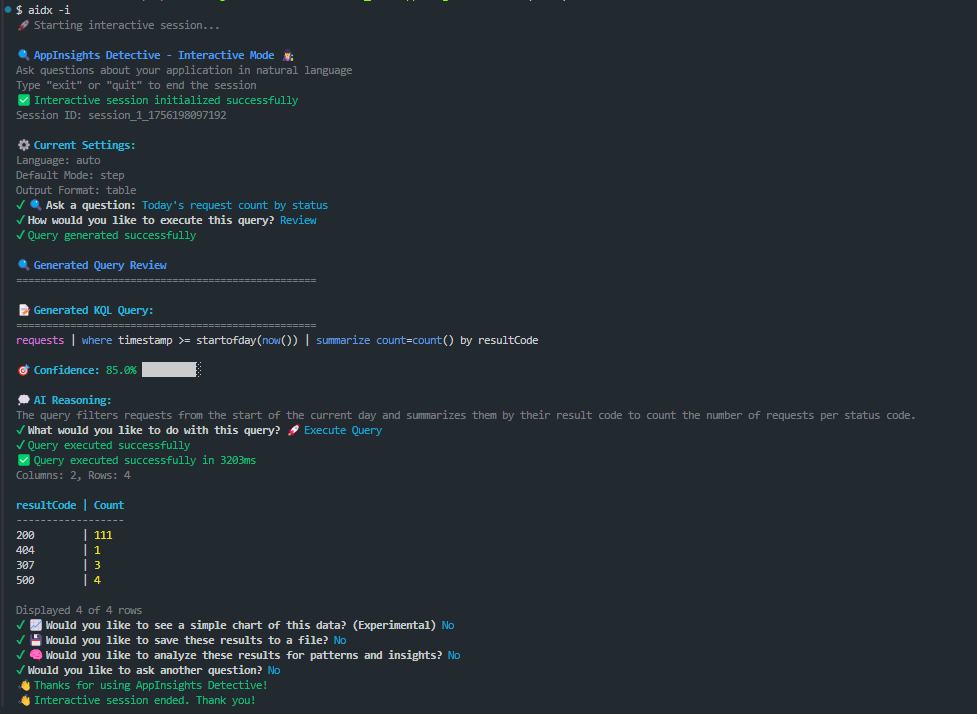 $ aidx -i
🚀 Starting interactive session...
🔍 AppInsights Detective - Interactive Mode 🕵️
Ask questions about your application in natural language
Type "exit" or "quit" to end the session
✅ Interactive session initialized successfully
Session ID: session_1_1756198097192
⚙️ Current Settings:
Language: auto
Default Mode: step
Output Format: table
✓ 🔍 Ask a question: Today's request count by status
✓ How would you like to execute this query? Review
✓ Query generated successfully
🔍 Generated Query Review
==================================================
📝 Generated KQL Query:
==================================================
requests | where timestamp >= startofday(now()) | summarize count=count() by resultCode
🎯 Confidence: 85.0% █████████░
💭 AI Reasoning:
The query filters requests from the start of the current day and summarizes them by their result code to count the number of requests per status code.
✓ What would you like to do with this query? 🚀 Execute Query
✓ Query executed successfully
✅ Query executed successfully in 3203ms
Columns: 2, Rows: 4
resultCode | Count
------------------
200 | 111
404 | 1
307 | 3
500 | 4
Displayed 4 of 4 rows
✓ 📈 Would you like to see a simple chart of this data? (Experimental) No
✓ 💾 Would you like to save these results to a file? No
✓ 🧠 Would you like to analyze these results for patterns and insights? No
✓ Would you like to ask another question? No
👋 Thanks for using AppInsights Detective!
👋 Interactive session ended. Thank you!